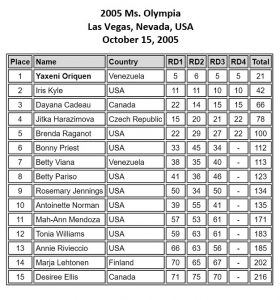 2005 Ms. Olympia
Las Vegas, Nevada, USA
October 15, 2005
Place Name Country RD1 RD2 RD3 RD4 Total
1 Yaxeni Oriquen Venezuela 5 6 5 5 21
2 Iris Kyle USA 11 11 10 10 42
3 Dayana Cadeau Canada 22 14 15 15 66
4 Jitka Harazimova Czech Republic 15 20 21 22 78
5 Brenda Raganot USA 22 29 27 22 100
6 Bonny Priest USA 33 45 34 - 112
7 Betty Viana Venezuela 38 35 40 - 113
8 Betty Pariso USA 41 36 46 - 123
9 Rosemary Jennings USA 50 34 50 - 134
10 Antoinette Norman USA 39 55 41 - 135
11 Mah-Ann Mendoza USA 57 53 61 - 171
12 Tonia Williams USA 59 63 61 - 183
13 Annie Rivieccio USA 66 63 56 - 185
14 Marja Lehtonen Finland 70 65 67 - 202
15 Desiree Ellis Canada 71 75 70 - 216